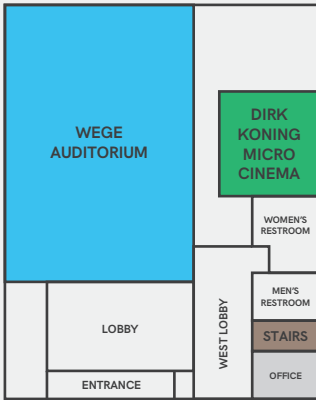 WEGE
AUDITORIUM
DIRK
KONING
MICRO
CINEMA
WOMEN'S
RESTROOM
MEN'S
RESTROOM
WEST LOBBY
LOBBY
STAIRS
OFFICE
ENTRANCE